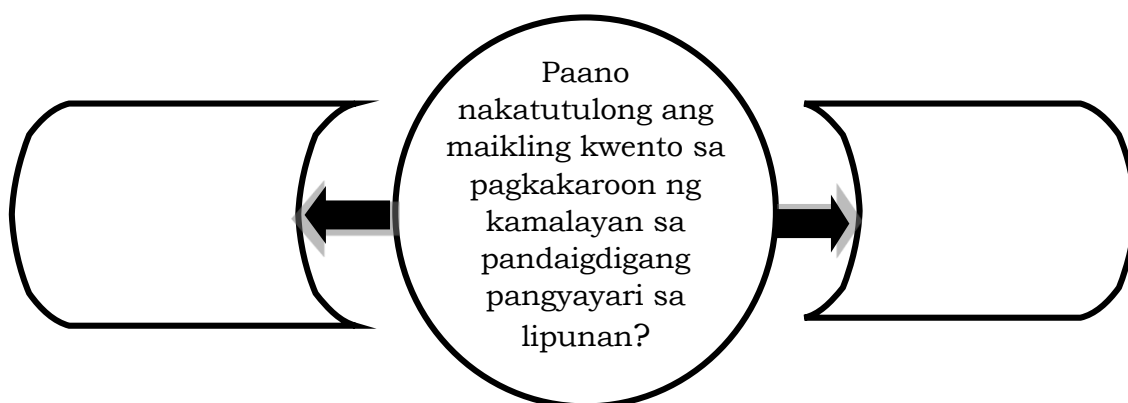 Paano
nakatutulong ang
maikling kwento sa
pagkakaroon ng
kamalayan sa
pandaigdigang
pangyayari sa
lipunan?